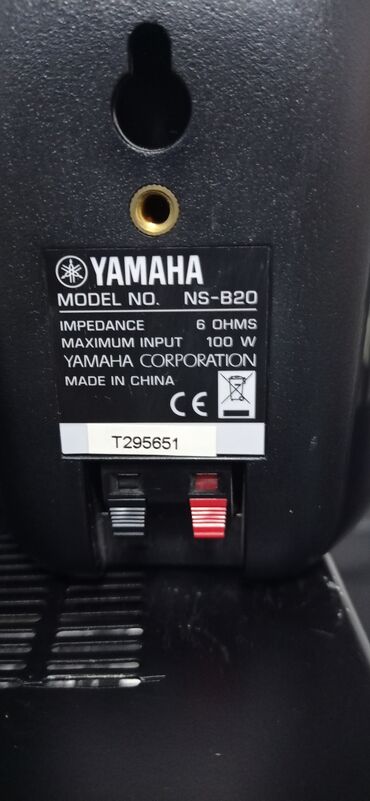 YAMAHA
MODEL NO. NS-B20
IMPEDANCE 6 OHMS
MAXIMUM INPUT 100 W
YAMAHA CORPORATION
MADE IN CHINA
CE
T295651